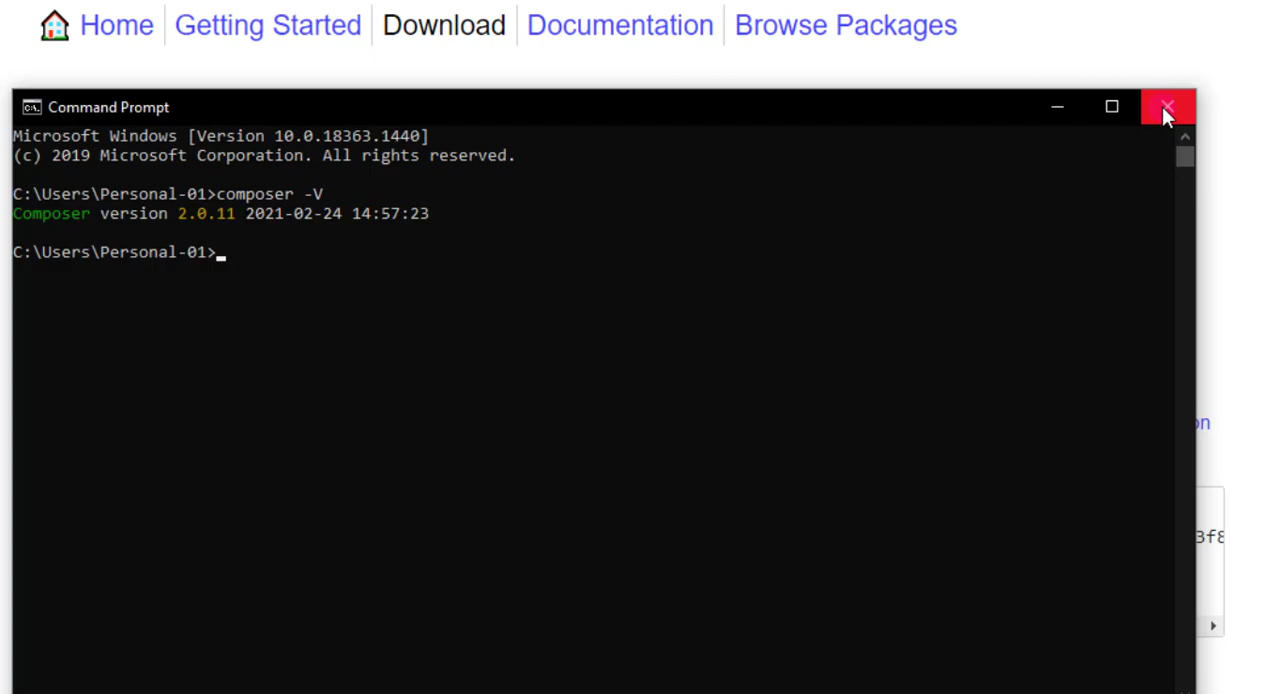 Home Getting Started Download Documentation Browse Packages
Command Prompt
Microsoft Windows [Version 10.0.18363.1440]
(c) 2019 Microsoft Corporation. All rights reserved.
C:\Users\Personal-01>composer -V
Composer version 2.0.11 2021-02-24 14:57:23
C:\Users\Personal-01>
on
3f8